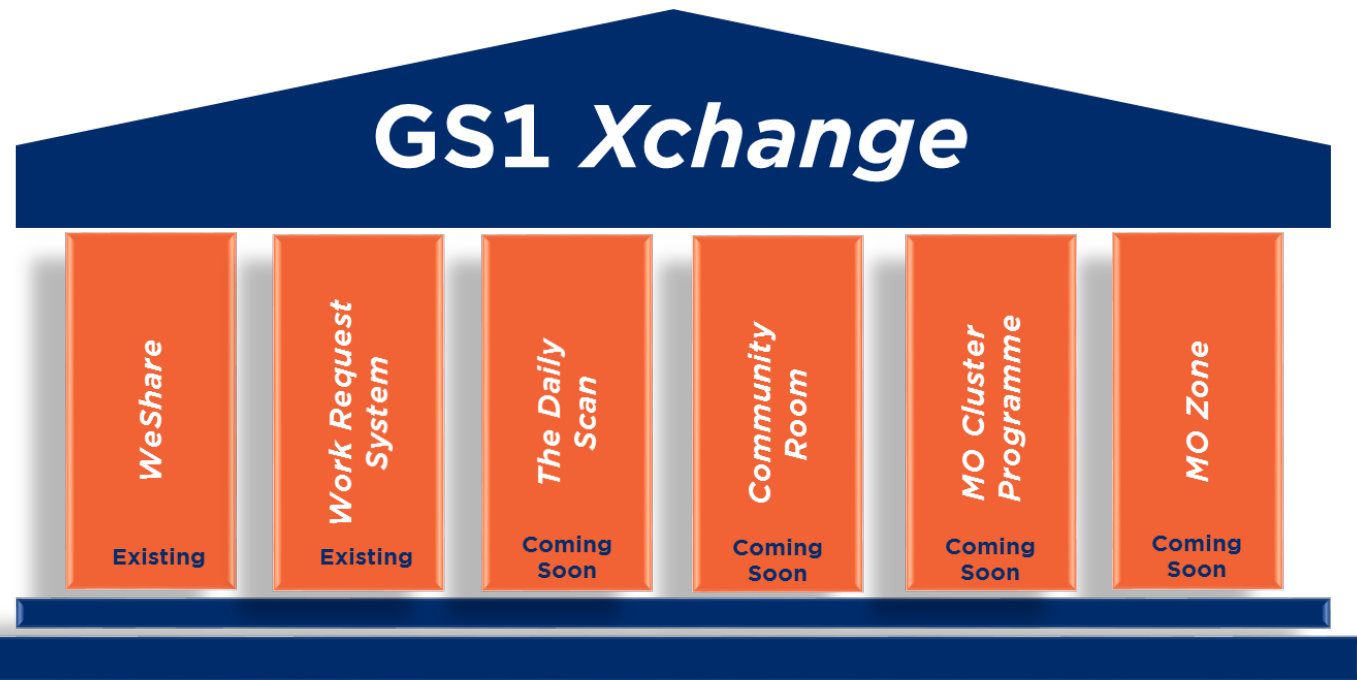 GS1 Xchange
WeShare
Existing
Work Request
System
Existing
The Daily
Scan
Coming
Soon
Community
Room
Coming
Soon
MO Cluster
Programme
Coming
Soon
MO Zone
Coming
Soon